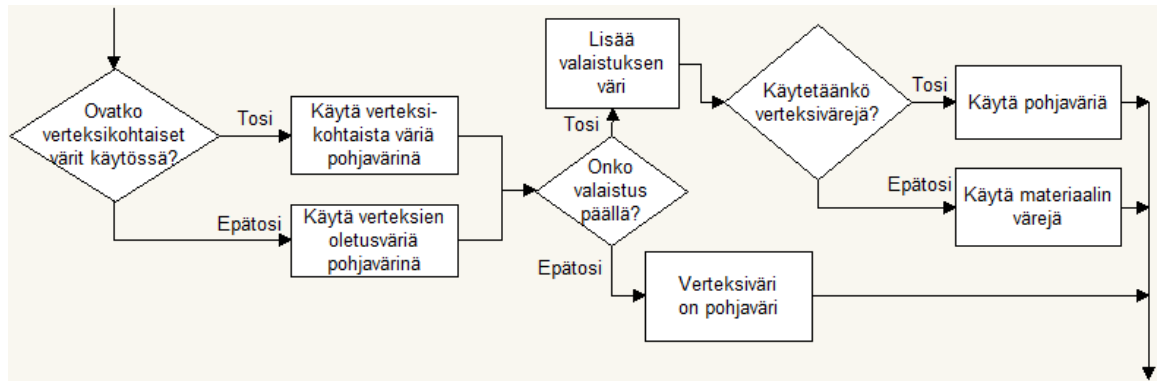 Ovatko
verteksikohtaiset
värit käytössä?
Tosi
Käytä verteksi-
kohtaista väriä
pohjavärinä
Epätosi
Käytä verteksien
oletusväriä
pohjavärinä
Onko
valaistus
päällä?
Tosi
Lisää
valaistuksen
väri
Käytetäänkö
verteksivärejä?
Tosi
Käytä pohjaväriä
Epätosi
Käytä materiaalin
värejä
Epätosi
Verteksiväri
on pohjaväri